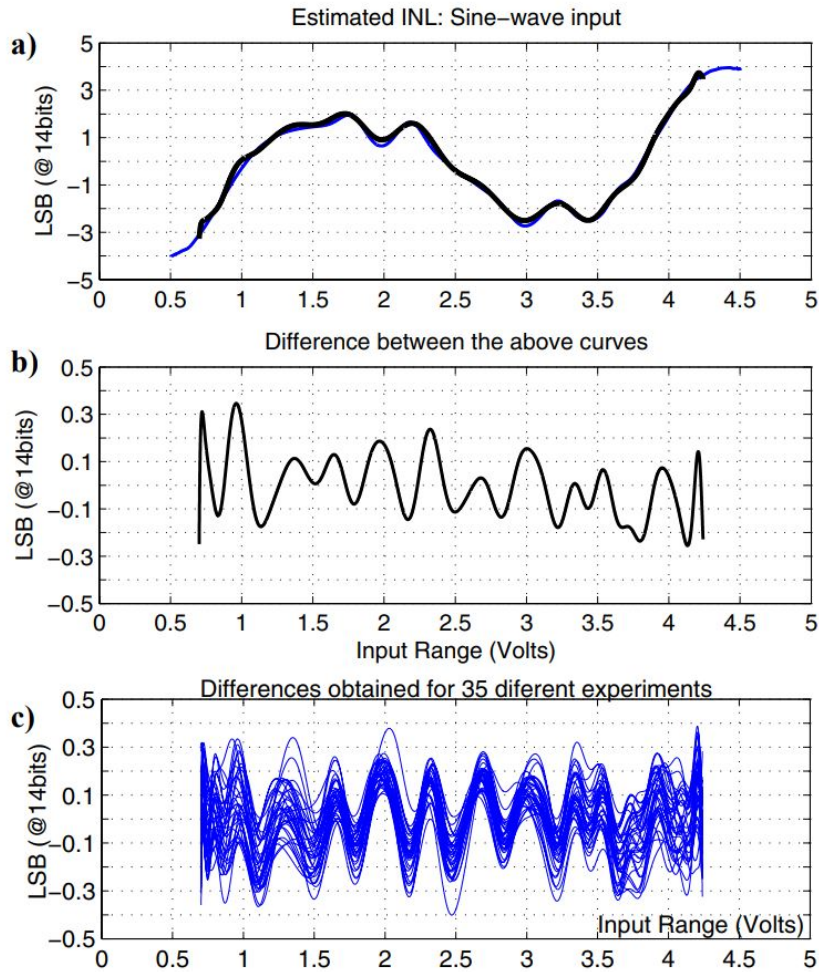 Estimated INL: Sine−wave input
a)
LSB (@14bits)
5
3
1
−1
−3
−5
0 0.5 1 1.5 2 2.5 3 3.5 4 4.5 5
Difference between the above curves
b)
LSB (@14bits)
0.5
0.3
0.1
−0.1
−0.3
−0.5
0 0.5 1 1.5 2 2.5 3 3.5 4 4.5 5
Input Range (Volts)
Differences obtained for 35 diferent experiments
c)
LSB (@14bits)
0.5
0.3
0.1
−0.1
−0.3
−0.5
Input Range (Volts)
0 0.5 1 1.5 2 2.5 3 3.5 4 4.5 5